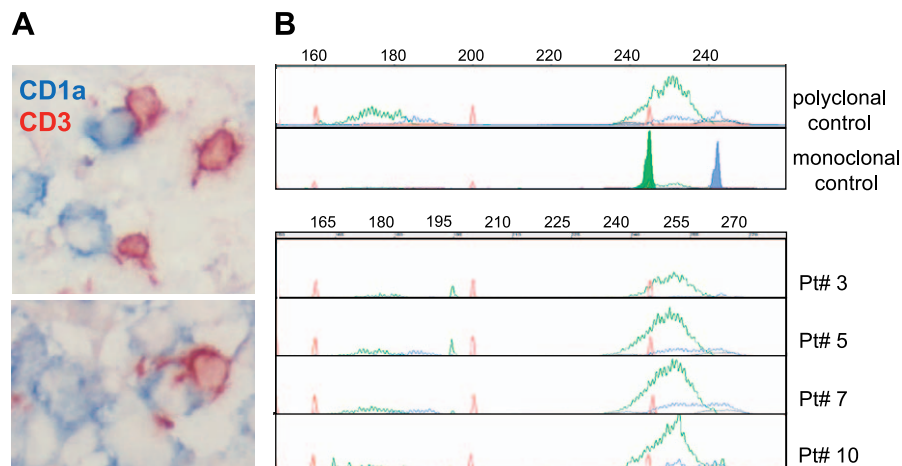 A
B
CD1a
CD3
160 180 200 220 240 240
polyclonal
control
monoclonal
control
165 180 195 210 225 240 255 270
Pt# 3
Pt# 5
Pt# 7
Pt# 10